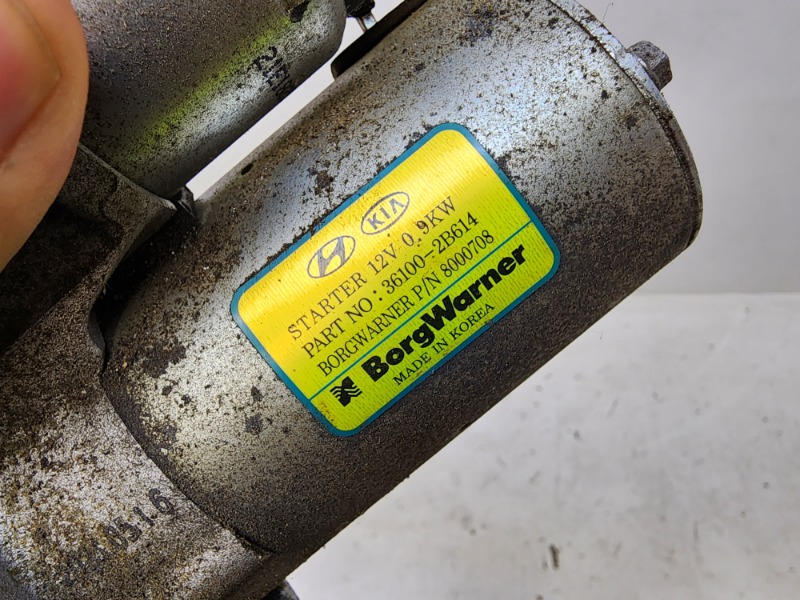 KIA
STARTER 12V 0.9KW
PART NO : 36100-2B614
BORGWARNER P/N 8000708
BorgWarner
MADE IN KOREA